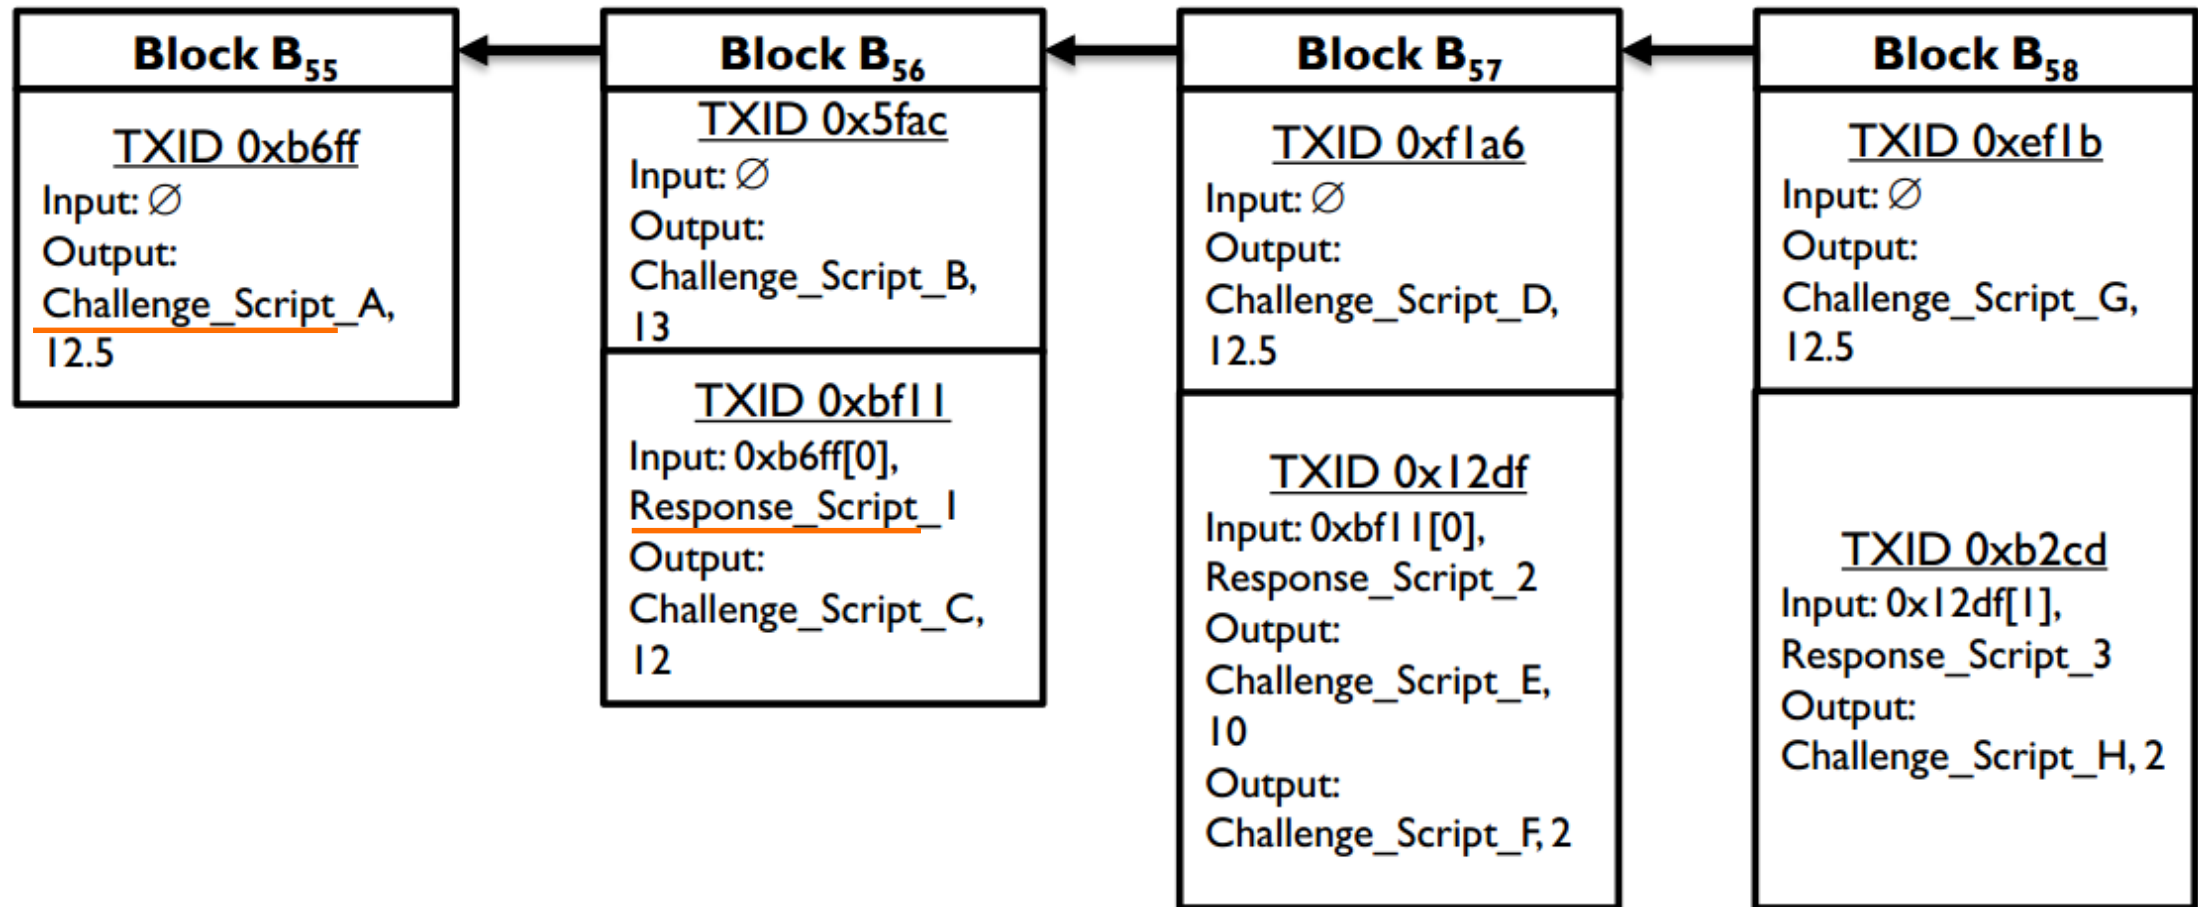 Block B55
TXID 0xb6ff
Input: ∅
Output:
Challenge_Script_A,
12.5
Block B56
TXID 0x5fac
Input: ∅
Output:
Challenge_Script_B,
13
TXID 0xbf11
Input: 0xb6ff[0],
Response_Script_1
Output:
Challenge_Script_C,
12
Block B57
TXID 0xf1a6
Input: ∅
Output:
Challenge_Script_D,
12.5
TXID 0x12df
Input: 0xbf11[0],
Response_Script_2
Output:
Challenge_Script_E,
10
Output:
Challenge_Script_F, 2
Block B58
TXID 0xef1b
Input: ∅
Output:
Challenge_Script_G,
12.5
TXID 0xb2cd
Input: 0x12df[1],
Response_Script_3
Output:
Challenge_Script_H, 2